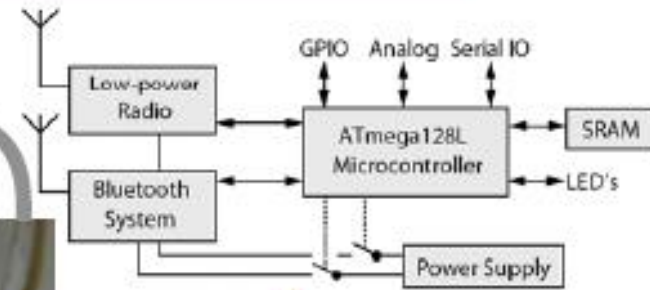 GPIO Analog Serial IO
Low-power
Radio
ATmega128L
Microcontroller
SRAM
Bluetooth
System
LED's
Power Supply